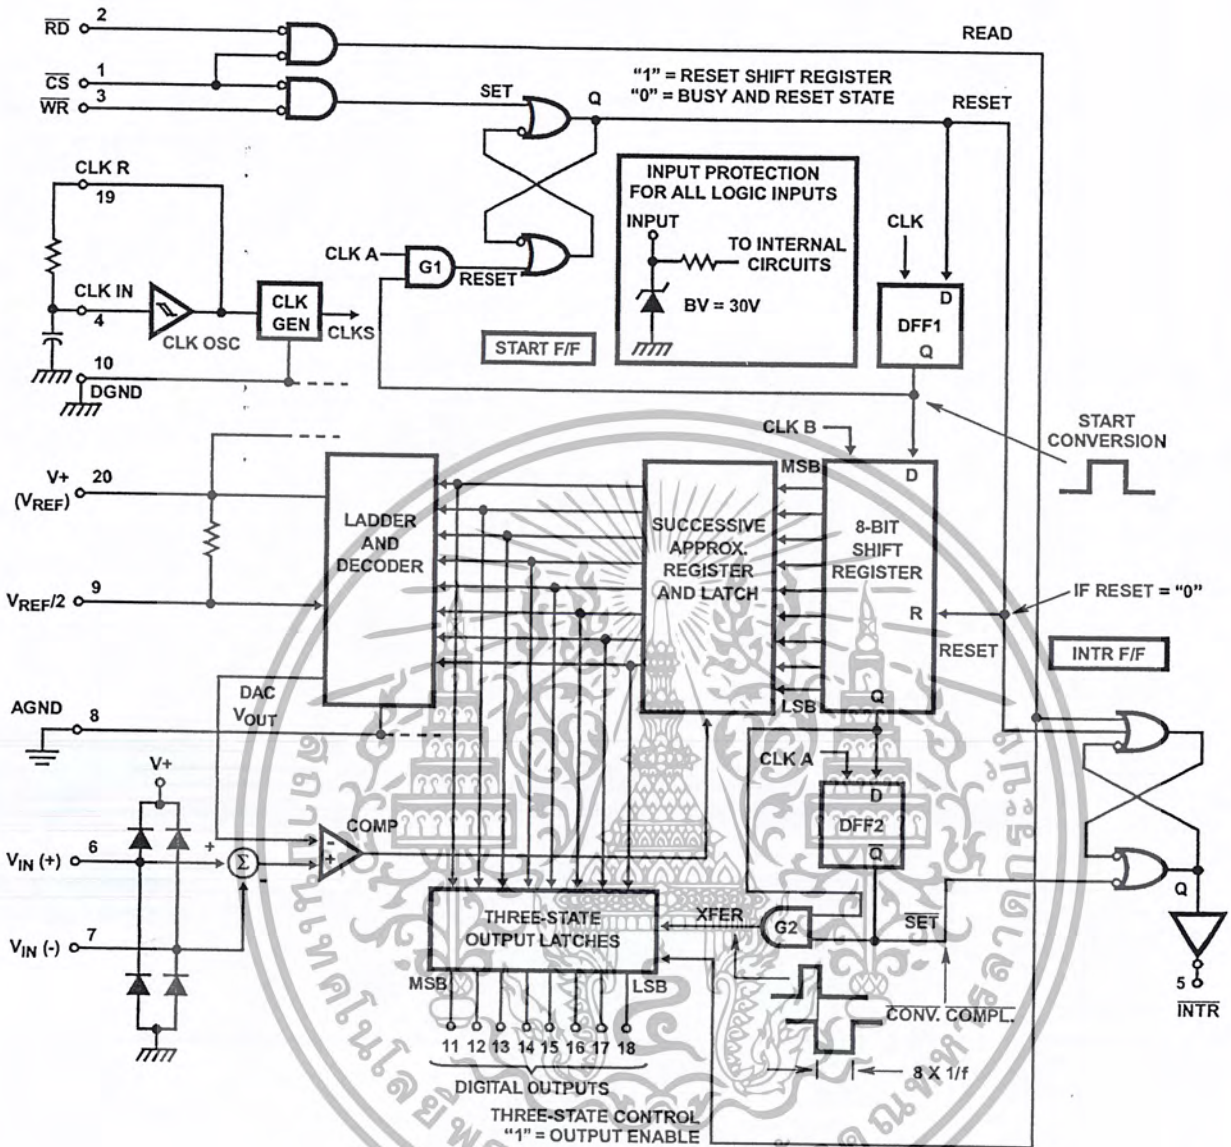 RD
2
READ
CS
1
WR
3
SET
Q
"1" = RESET SHIFT REGISTER
"0" = BUSY AND RESET STATE
RESET
CLK R
19
INPUT PROTECTION
FOR ALL LOGIC INPUTS
INPUT
TO INTERNAL
CIRCUITS
BV = 30V
CLK
D
DFF1
Q
CLK A
G1
RESET
CLK IN
4
CLK OSC
CLK
GEN
CLKS
START F/F
10
DGND
START
CONVERSION
CLK B
MSB
D
V+
(VREF)
20
LADDER
AND
DECODER
SUCCESSIVE
APPROX.
REGISTER
AND LATCH
8-BIT
SHIFT
REGISTER
VREF/2
9
R
RESET
IF RESET = "0"
INTR F/F
LSB
Q
AGND
8
DAC
VOUT
CLK A
D
DFF2
Q
V+
COMP
-
+
VIN (+)
6
+
Σ
-
VIN (-)
7
THREE-STATE
OUTPUT LATCHES
XFER
G2
SET
Q
MSB
LSB
5
INTR
CONV. COMPL.
8 X 1/f
11 12 13 14 15 16 17 18
DIGITAL OUTPUTS
THREE-STATE CONTROL
"1" = OUTPUT ENABLE